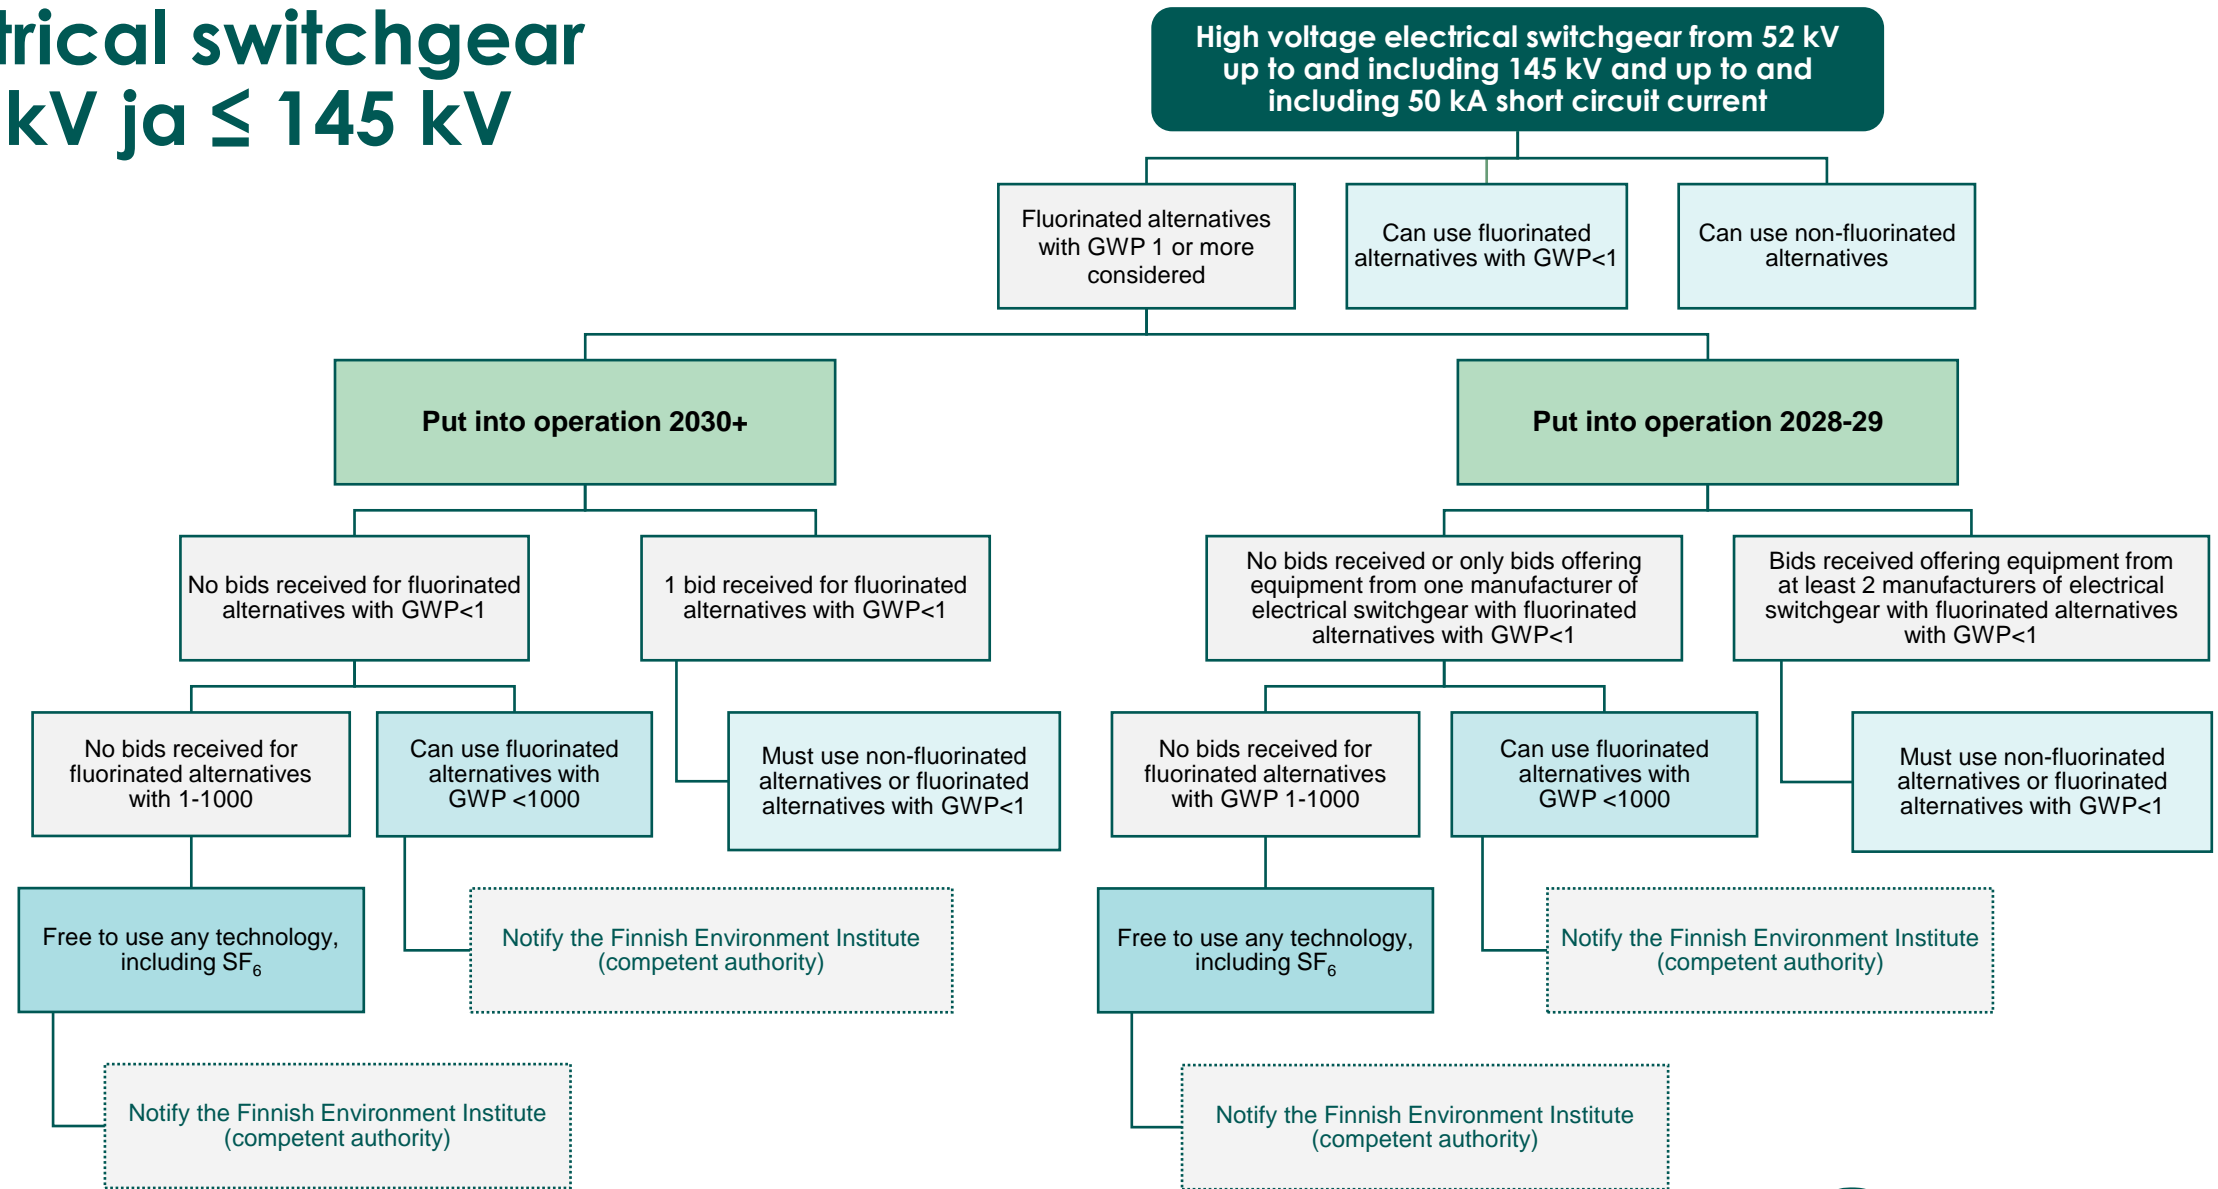 trical switchgear
kV ja ≤ 145 kV
High voltage electrical switchgear from 52 kV
up to and including 145 kV and up to and
including 50 kA short circuit current
Fluorinated alternatives
with GWP 1 or more
considered
Can use fluorinated
alternatives with GWP<1
Can use non-fluorinated
alternatives
Put into operation 2030+
Put into operation 2028-29
No bids received for fluorinated
alternatives with GWP<1
1 bid received for fluorinated
alternatives with GWP<1
No bids received or only bids offering
equipment from one manufacturer of
electrical switchgear with fluorinated
alternatives with GWP<1
Bids received offering equipment from
at least 2 manufacturers of electrical
switchgear with fluorinated alternatives
with GWP<1
No bids received for
fluorinated alternatives
with 1-1000
Can use fluorinated
alternatives with
GWP <1000
Must use non-fluorinated
alternatives or fluorinated
alternatives with GWP<1
No bids received for
fluorinated alternatives
with GWP 1-1000
Can use fluorinated
alternatives with
GWP <1000
Must use non-fluorinated
alternatives or fluorinated
alternatives with GWP<1
Free to use any technology,
including SF₆
Notify the Finnish Environment Institute
(competent authority)
Free to use any technology,
including SF₆
Notify the Finnish Environment Institute
(competent authority)
Notify the Finnish Environment Institute
(competent authority)
Notify the Finnish Environment Institute
(competent authority)